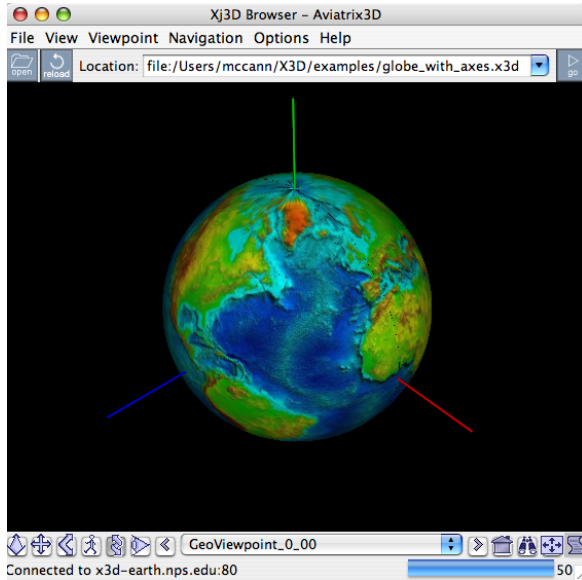 Xj3D Browser - Aviatrix3D
File View Viewpoint Navigation Options Help
open reload Location: file:/Users/mccann/X3D/examples/globe_with_axes.x3d go
GeoViewpoint_0_00
Connected to x3d-earth.nps.edu:80 50